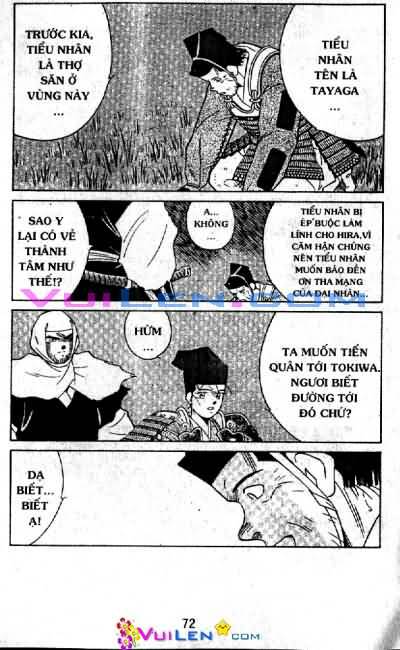 TIỂU
NHÂN
TÊN LÀ
TAYAGA
...
TRƯỚC KIA,
TIỂU NHÂN
LÀ THỢ
SĂN Ở
VÙNG NÀY
...
TIỂU NHÂN BỊ
ÉP BUỘC LÀM
LÍNH CHO HIRA, VÌ
CĂM HẬN CHÚNG
NÊN TIỂU NHÂN
MUỐN BÁO ĐỀN
ƠN THA MẠNG
CỦA ĐẠI NHÂN...
A...
KHÔNG
...
SAO Y
LẠI CÓ VẺ
THÀNH
TÂM NHƯ
THẾ!?
VUILEN.COM
HỪM
...
TA MUỐN TIẾN
QUÂN TỚI TOKIWA.
NGƯƠI BIẾT
ĐƯỜNG TỚI
ĐÓ CHỨ?
DẠ
BIẾT...
BIẾT
Ạ!
72
VUILEN.COM